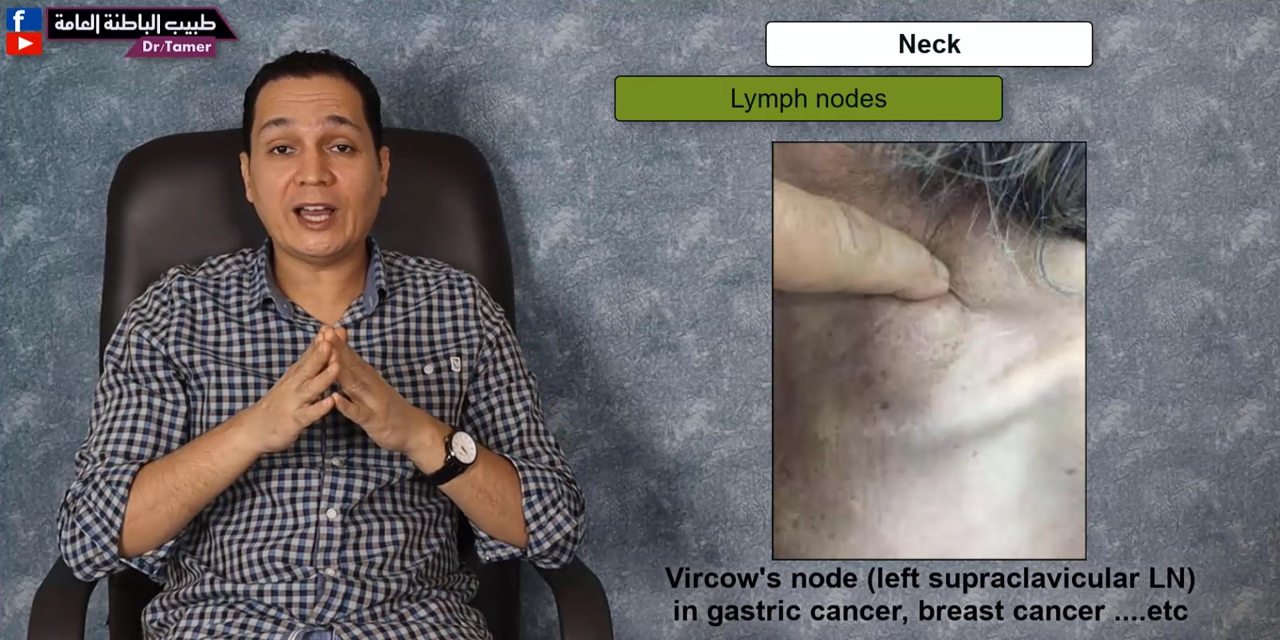 f
طبيب الباطنة العامة
Dr/Tamer
Neck
Lymph nodes
Vircow's node (left supraclavicular LN)
in gastric cancer, breast cancer ....etc